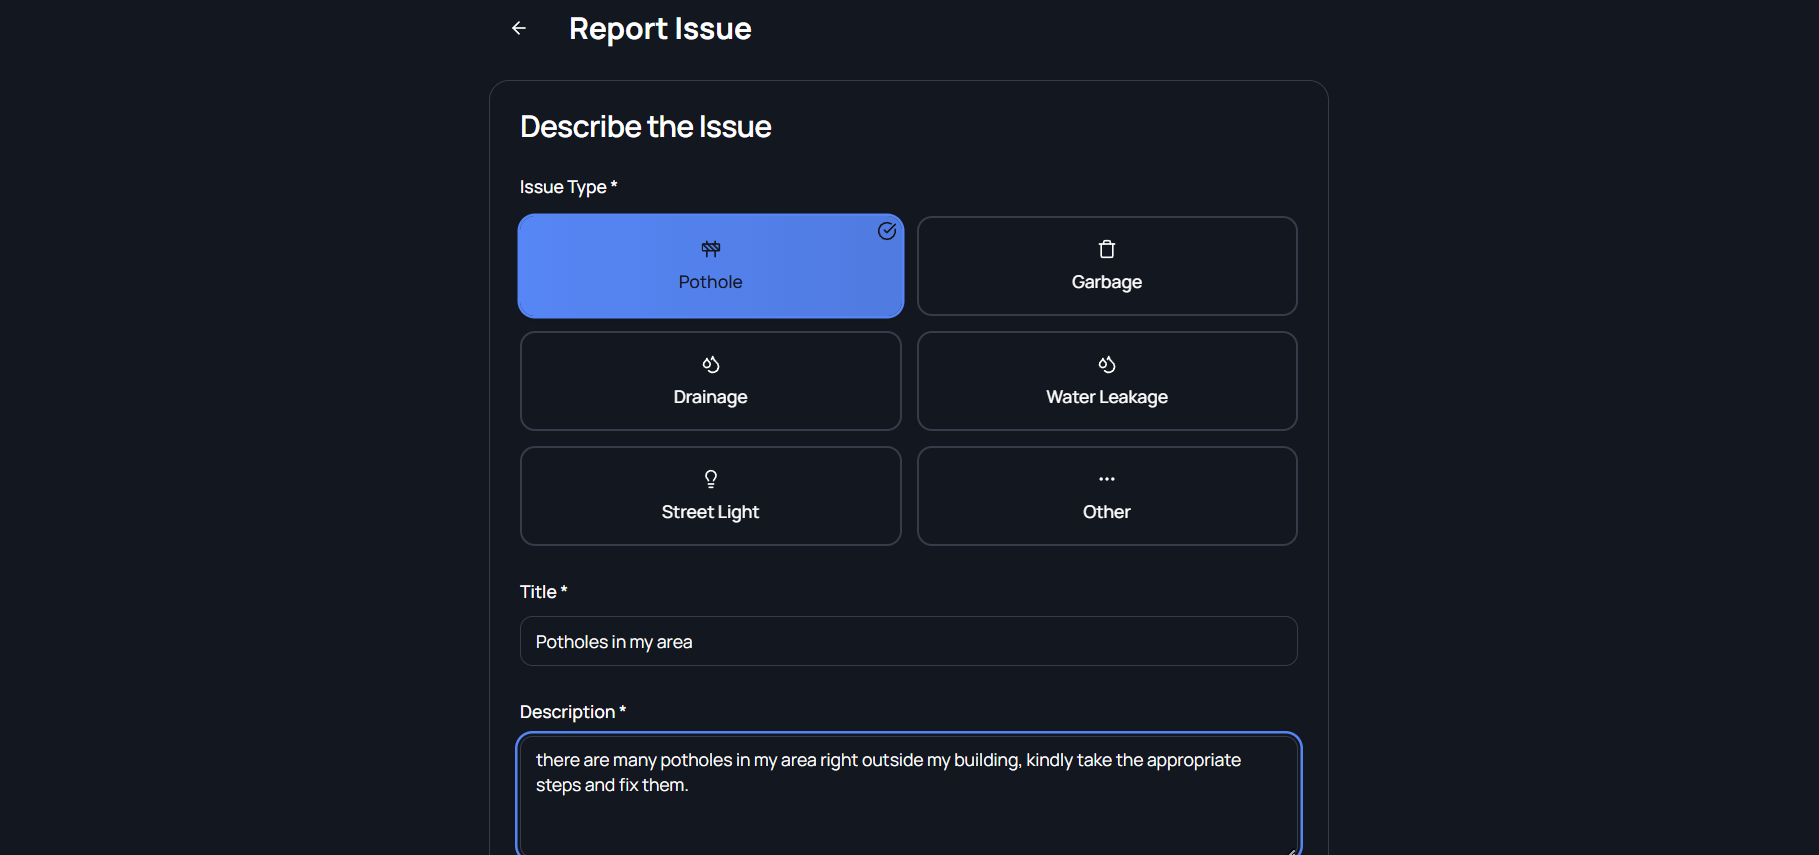 Report Issue
Describe the Issue
Issue Type *
Pothole
Garbage
Drainage
Water Leakage
Street Light
Other
Title *
Potholes in my area
Description *
there are many potholes in my area right outside my building, kindly take the appropriate
steps and fix them.